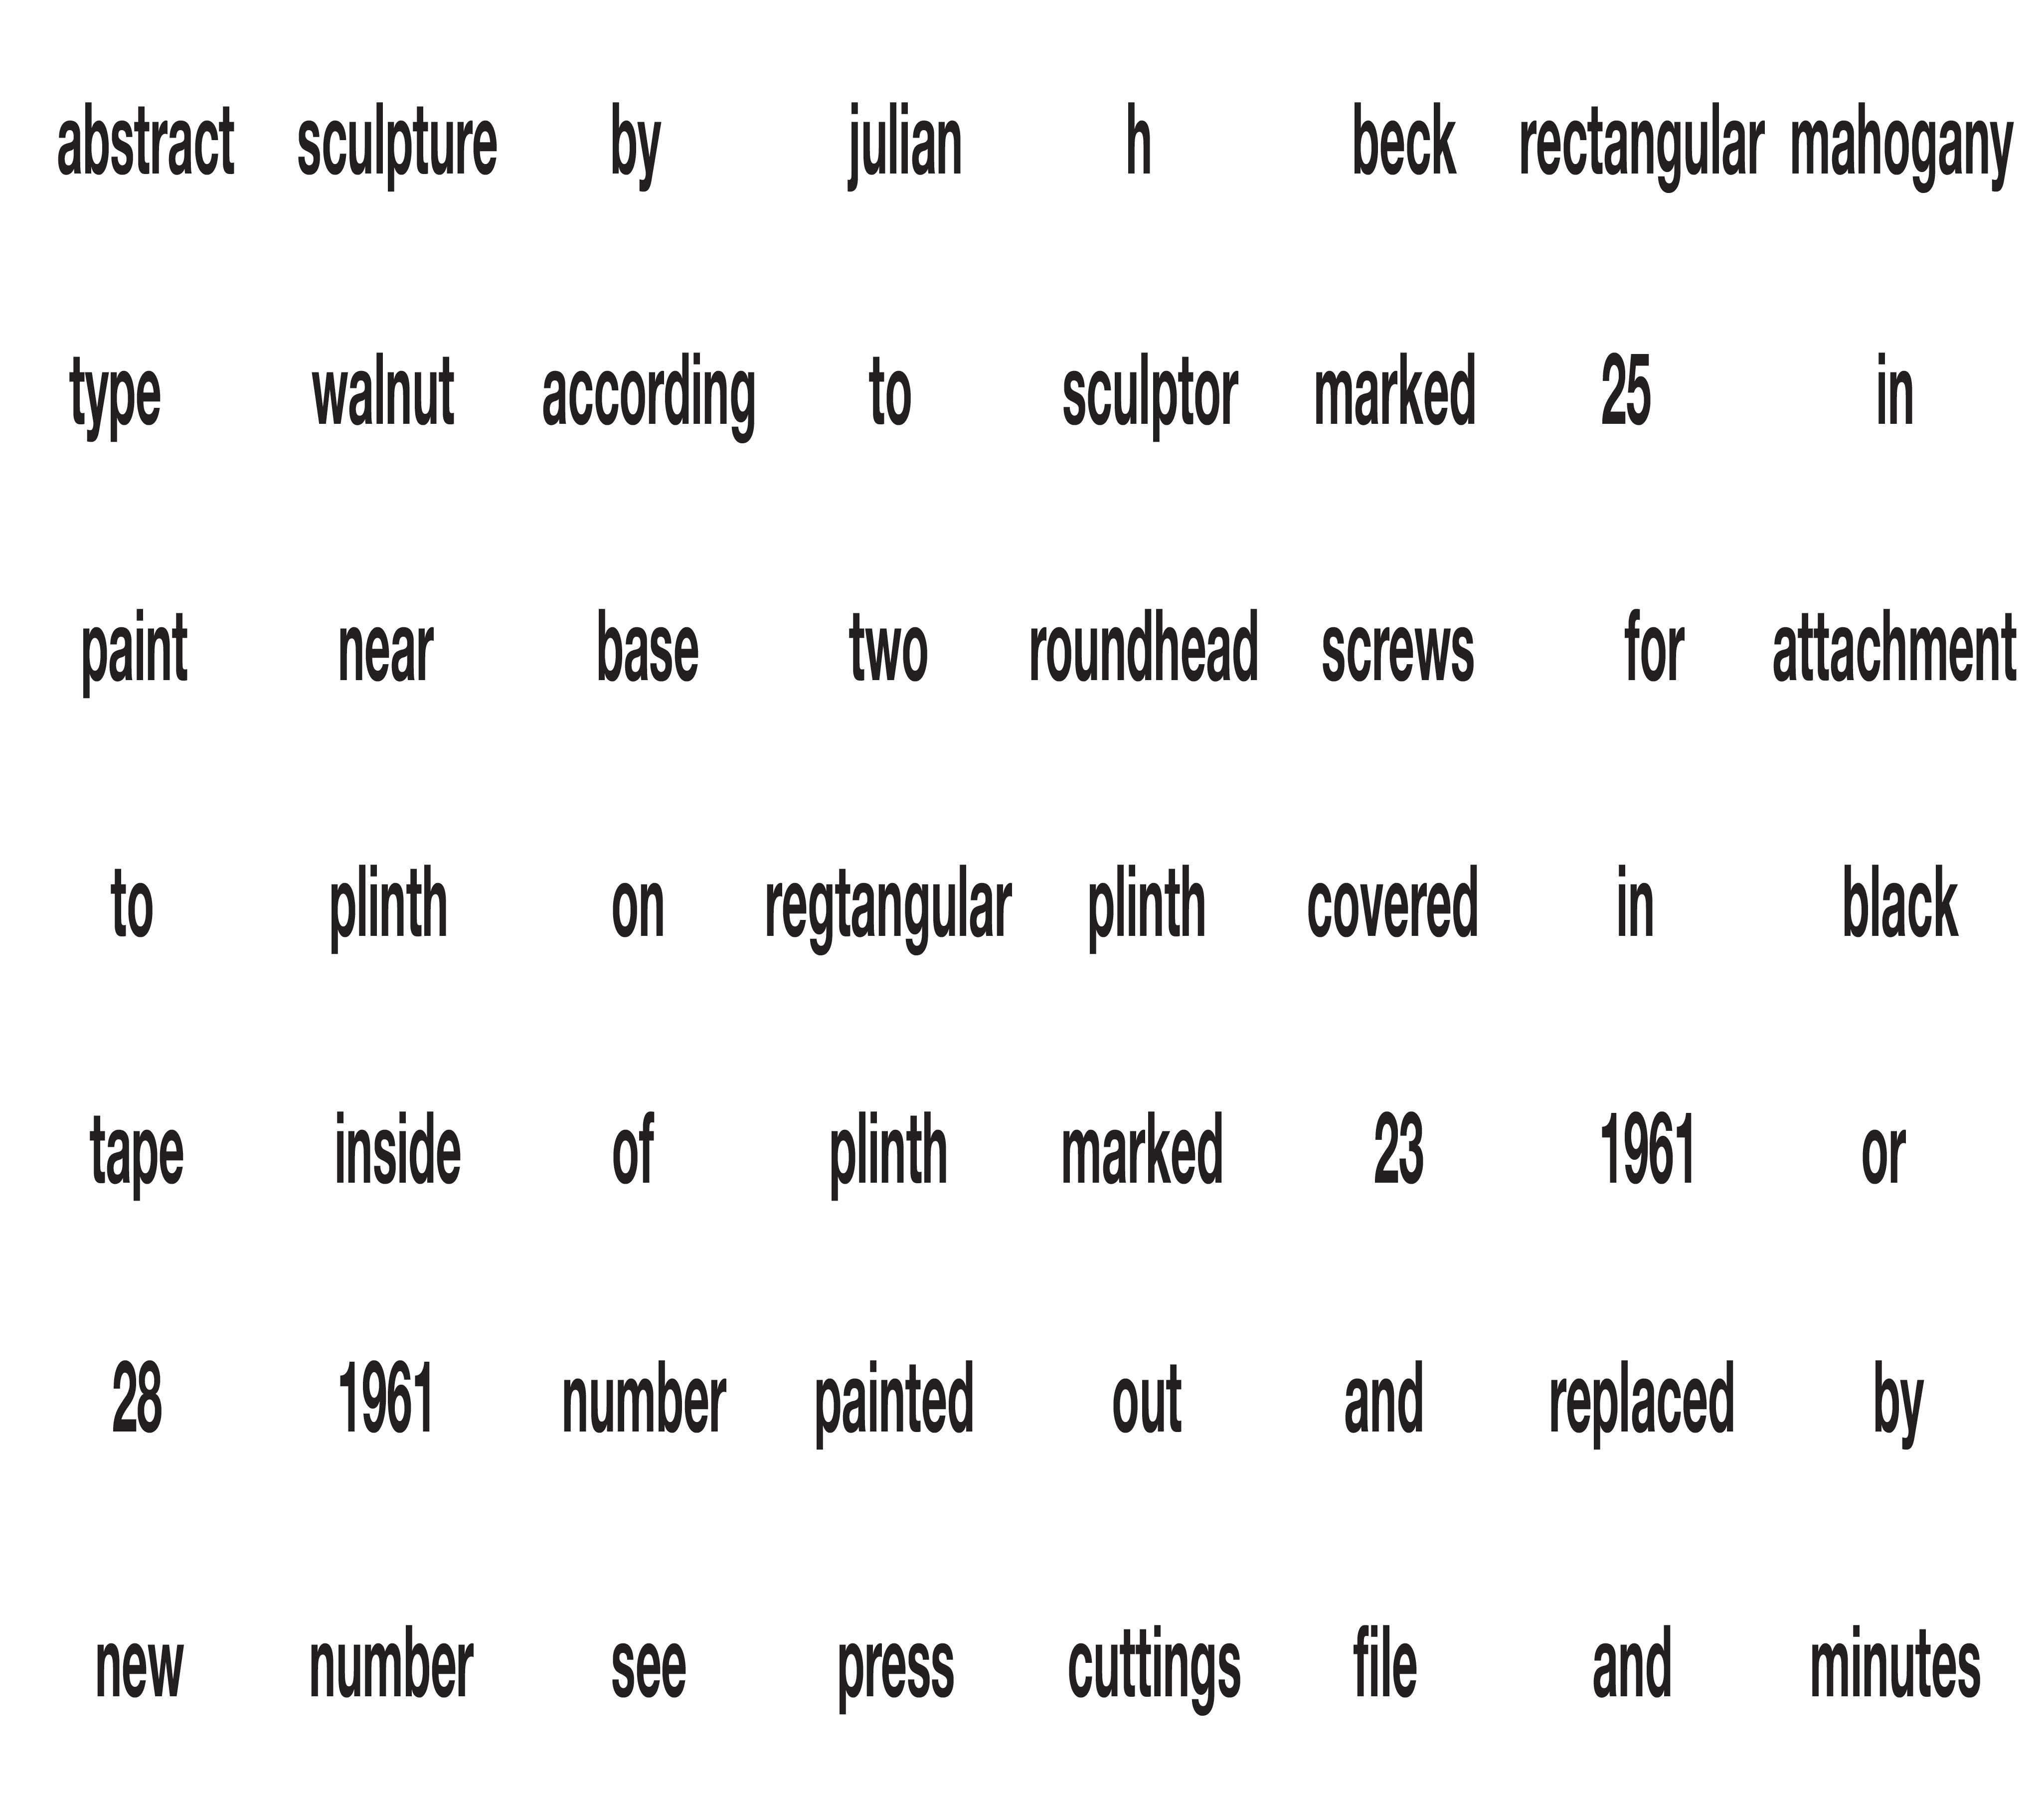 abstract sculpture by julian h beck rectangular mahogany
type walnut according to sculptor marked 25 in
paint near base two roundhead screws for attachment
to plinth on regtangular plinth covered in black
tape inside of plinth marked 23 1961 or
28 1961 number painted out and replaced by
new number see press cuttings file and minutes